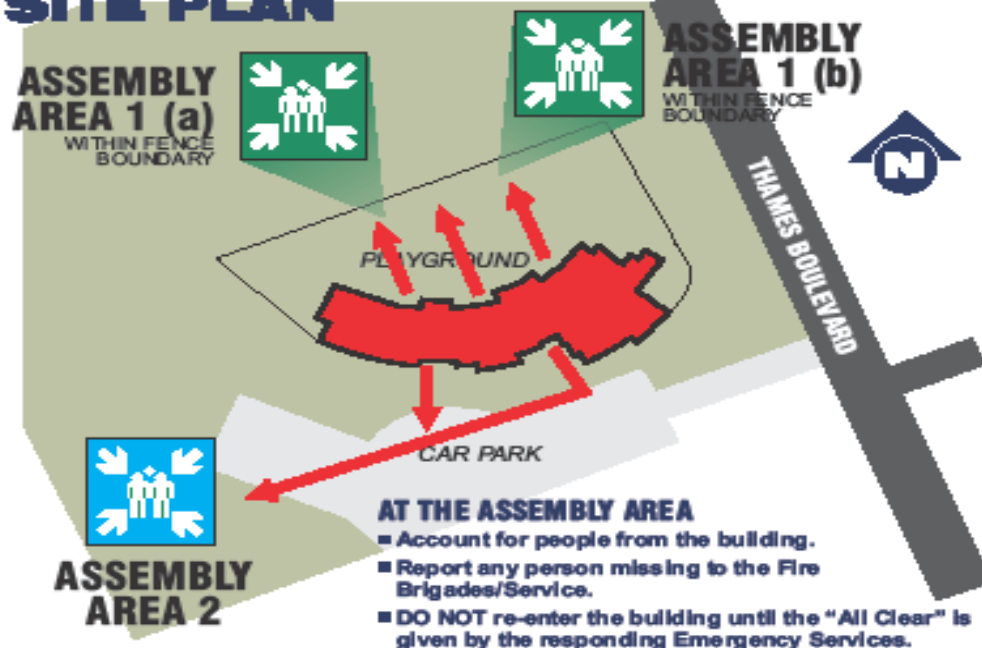 SITE PLAN
ASSEMBLY
AREA 1 (a)
WITHIN FENCE
BOUNDARY
ASSEMBLY
AREA 1 (b)
WITHIN FENCE
BOUNDARY
N
THAMES BOULEVARD
PLAYGROUND
CAR PARK
ASSEMBLY
AREA 2
AT THE ASSEMBLY AREA
▪ Account for people from the building.
▪ Report any person missing to the Fire
Brigades/Service.
▪ DO NOT re-enter the building until the “All Clear” is
given by the responding Emergency Services.